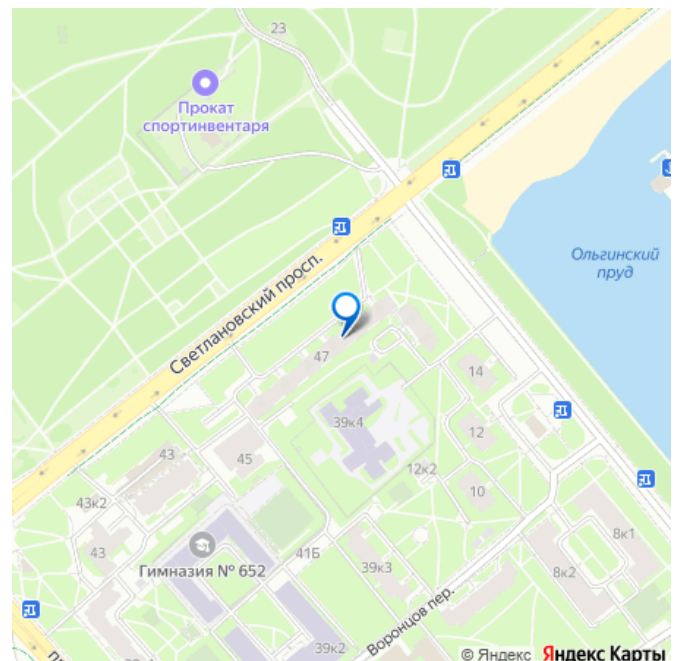 23
Прокат
спортинвентаря
Светлановский просп.
Ольгинский
пруд
47
14
39к4
12
43
45
12к2
10
43к2
8к1
43
41Б
Гимназия № 652
39к3
8к2
Воронцов пер.
39к2
© Яндекс Яндекс Карты